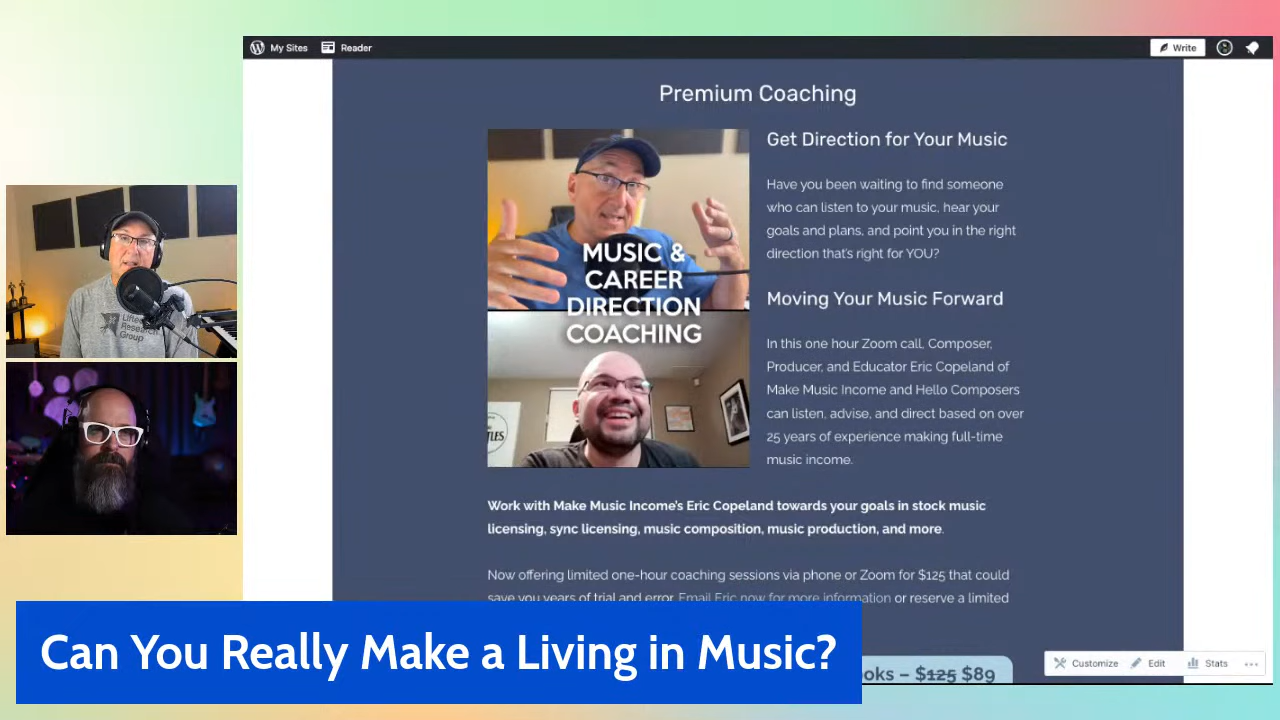 My Sites
Reader
Write
Premium Coaching
MUSIC &
CAREER
DIRECTION
COACHING
Get Direction for Your Music
Have you been waiting to find someone
who can listen to your music, hear your
goals and plans, and point you in the right
direction that's right for YOU?
Moving Your Music Forward
In this one hour Zoom call, Composer,
Producer, and Educator Eric Copeland of
Make Music Income and Hello Composers
can listen, advise, and direct based on over
25 years of experience making full-time
music income.
Work with Make Music Income's Eric Copeland towards your goals in stock music
licensing, sync licensing, music composition, music production, and more.
Now offering limited one-hour coaching sessions via phone or Zoom for $125 that could
save you years of trial and error. Email Eric now for more information or reserve a limited
ooks – $125 $89
Customize
Edit
Stats
Research
Group
Can You Really Make a Living in Music?